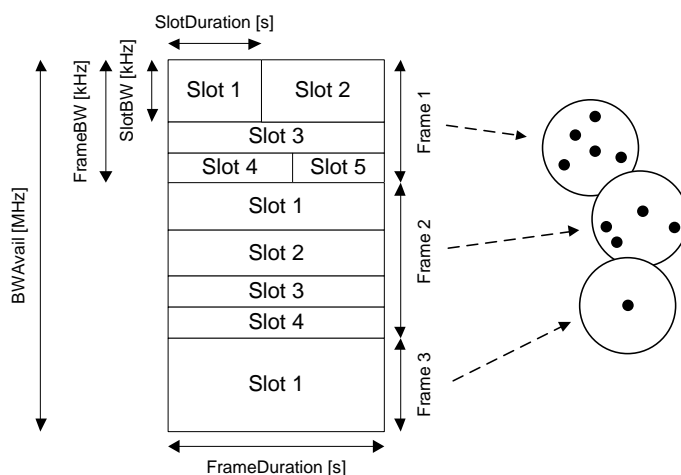 SlotDuration [s]
BWAvail [MHz]
FrameBW [kHz]
SlotBW [kHz]
Slot 1
Slot 2
Slot 3
Slot 4
Slot 5
Frame 1
Slot 1
Slot 2
Slot 3
Slot 4
Frame 2
Slot 1
Frame 3
FrameDuration [s]